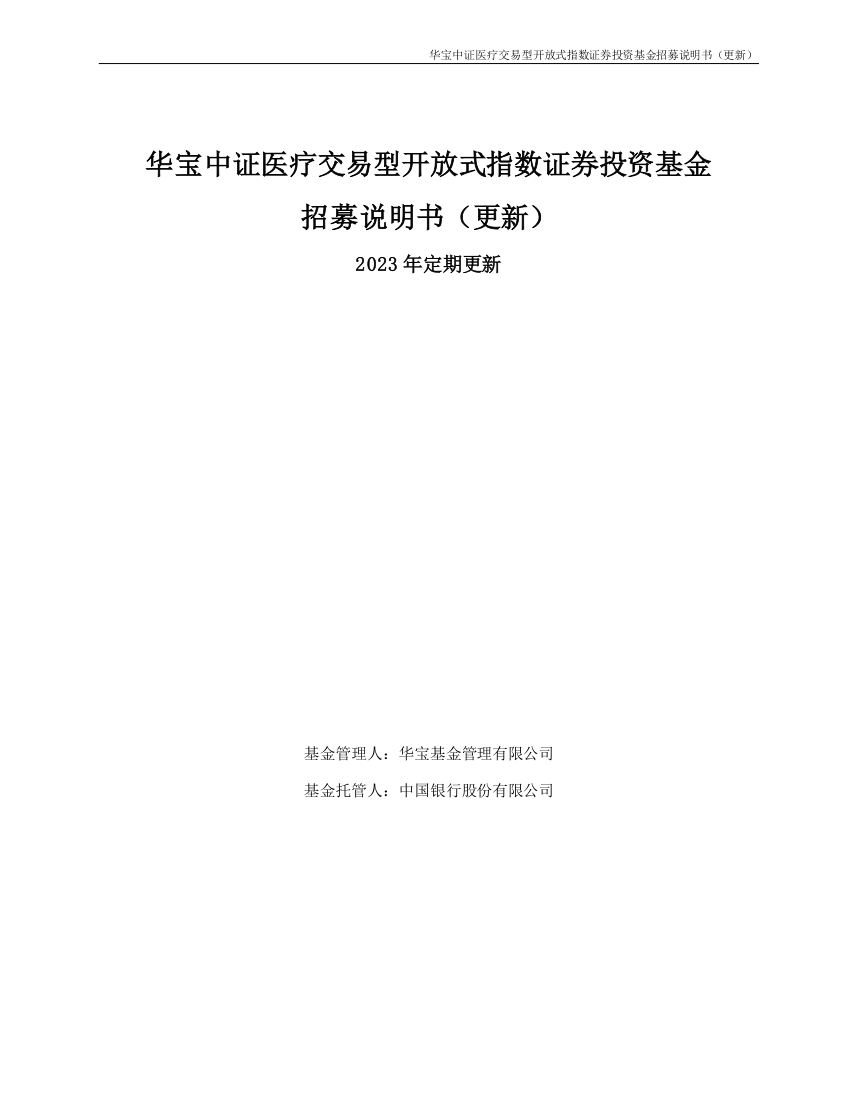 华宝中证医疗交易型开放式指数证券投资基金招募说明书（更新）
华宝中证医疗交易型开放式指数证券投资基金
招募说明书（更新）
2023 年定期更新
基金管理人：华宝基金管理有限公司
基金托管人：中国银行股份有限公司